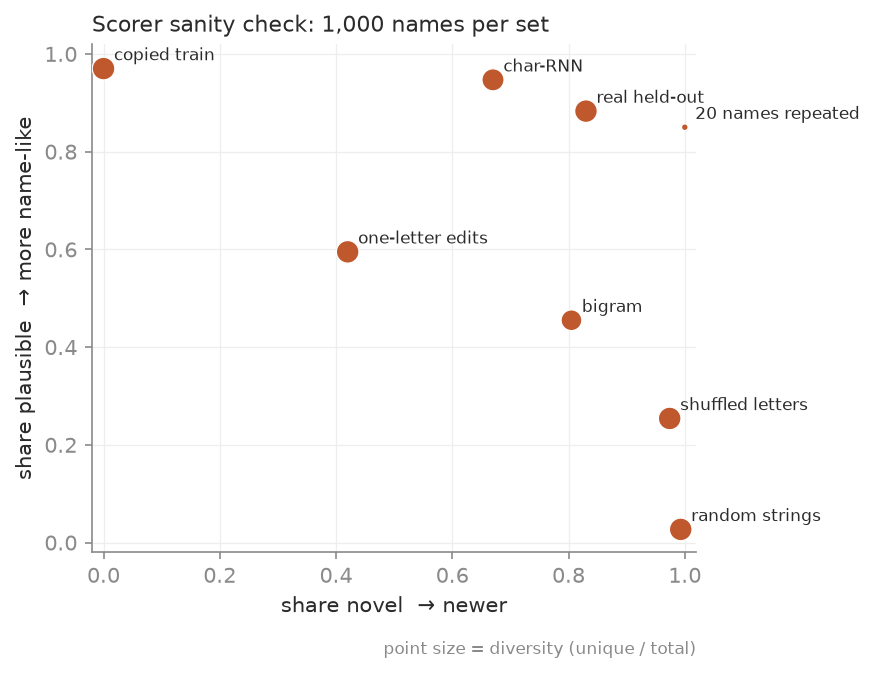 Scorer sanity check: 1,000 names per set
share plausible → more name-like
1.0
0.8
0.6
0.4
0.2
0.0
copied train
char-RNN
real held-out
20 names repeated
one-letter edits
bigram
shuffled letters
random strings
0.0 0.2 0.4 0.6 0.8 1.0
share novel → newer
point size = diversity (unique / total)